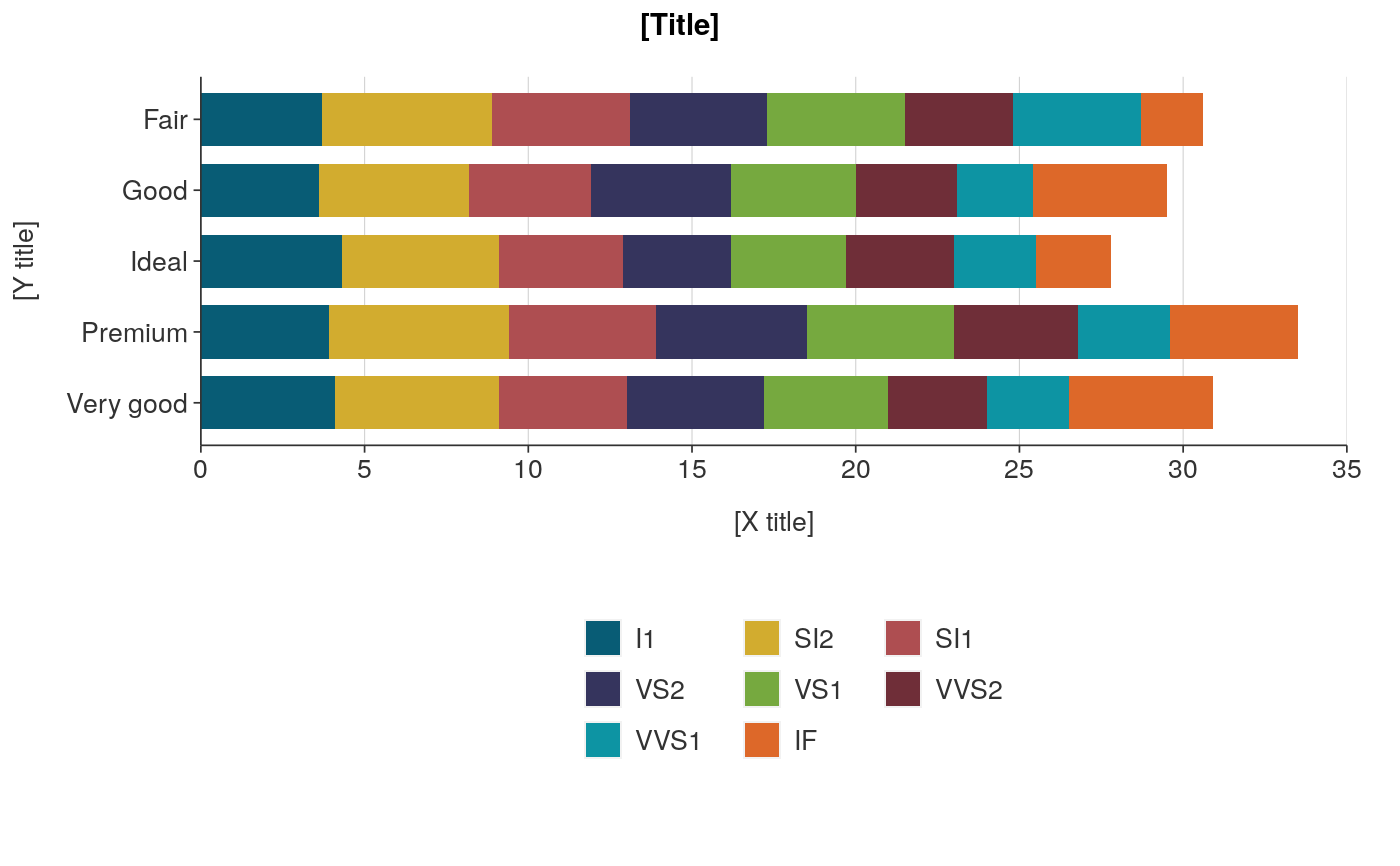 [Title]
Fair
Good
Ideal
Premium
Very good
[Y title]
0 5 10 15 20 25 30 35
[X title]
I1 SI2 SI1
VS2 VS1 VVS2
VVS1 IF